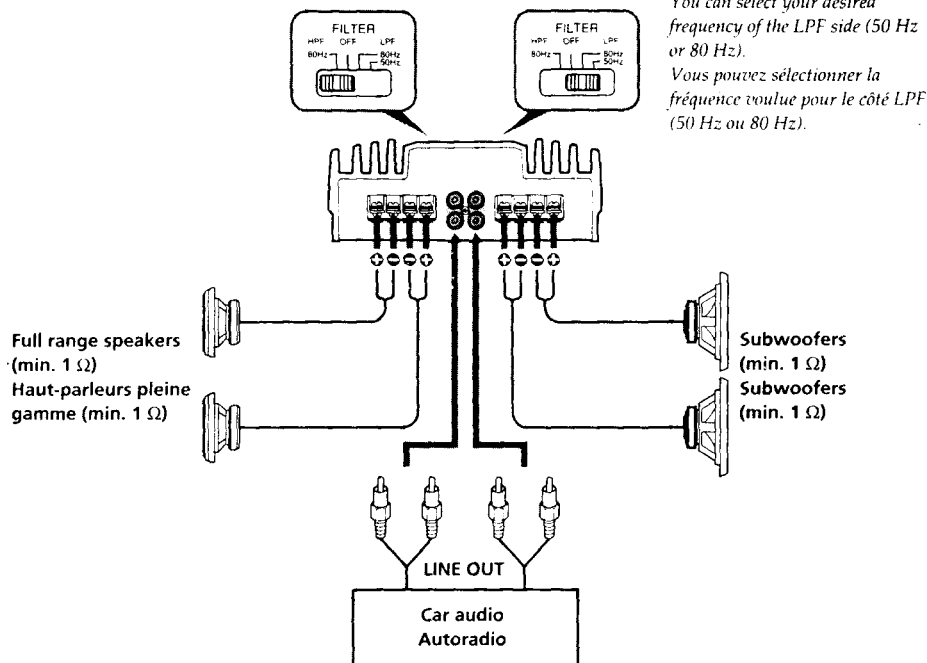 You can select your desired
frequency of the LPF side (50 Hz
or 80 Hz).
Vous pouvez sélectionner la
fréquence voulue pour le côté LPF
(50 Hz ou 80 Hz).
FILTER
HPF OFF LPF
80Hz 80Hz
50Hz
FILTER
HPF OFF LPF
80Hz 80Hz
50Hz
Full range speakers
(min. 1 Ω)
Haut-parleurs pleine
gamme (min. 1 Ω)
Subwoofers
(min. 1 Ω)
Subwoofers
(min. 1 Ω)
LINE OUT
Car audio
Autoradio